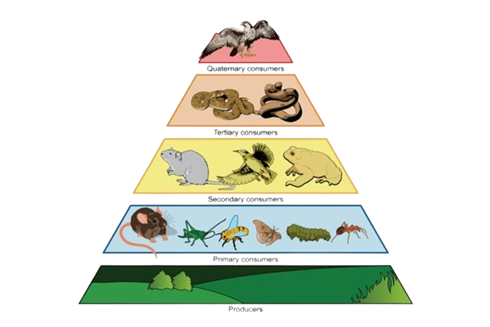 Quaternary consumers
Tertiary consumers
Secondary consumers
Primary consumers
Producers